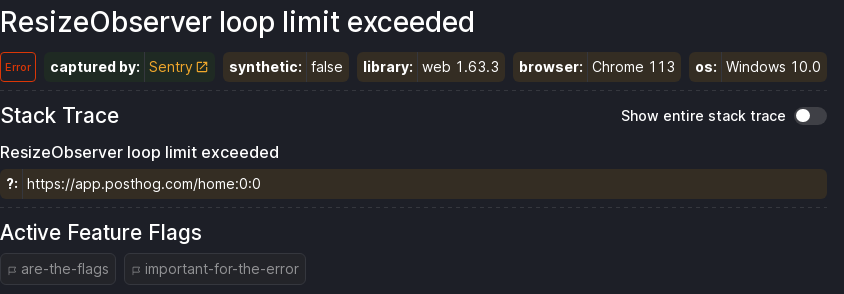 ResizeObserver loop limit exceeded
Error captured by: Sentry synthetic: false library: web 1.63.3 browser: Chrome 113 os: Windows 10.0
Stack Trace Show entire stack trace
ResizeObserver loop limit exceeded
?: https://app.posthog.com/home:0:0
Active Feature Flags
are-the-flags important-for-the-error